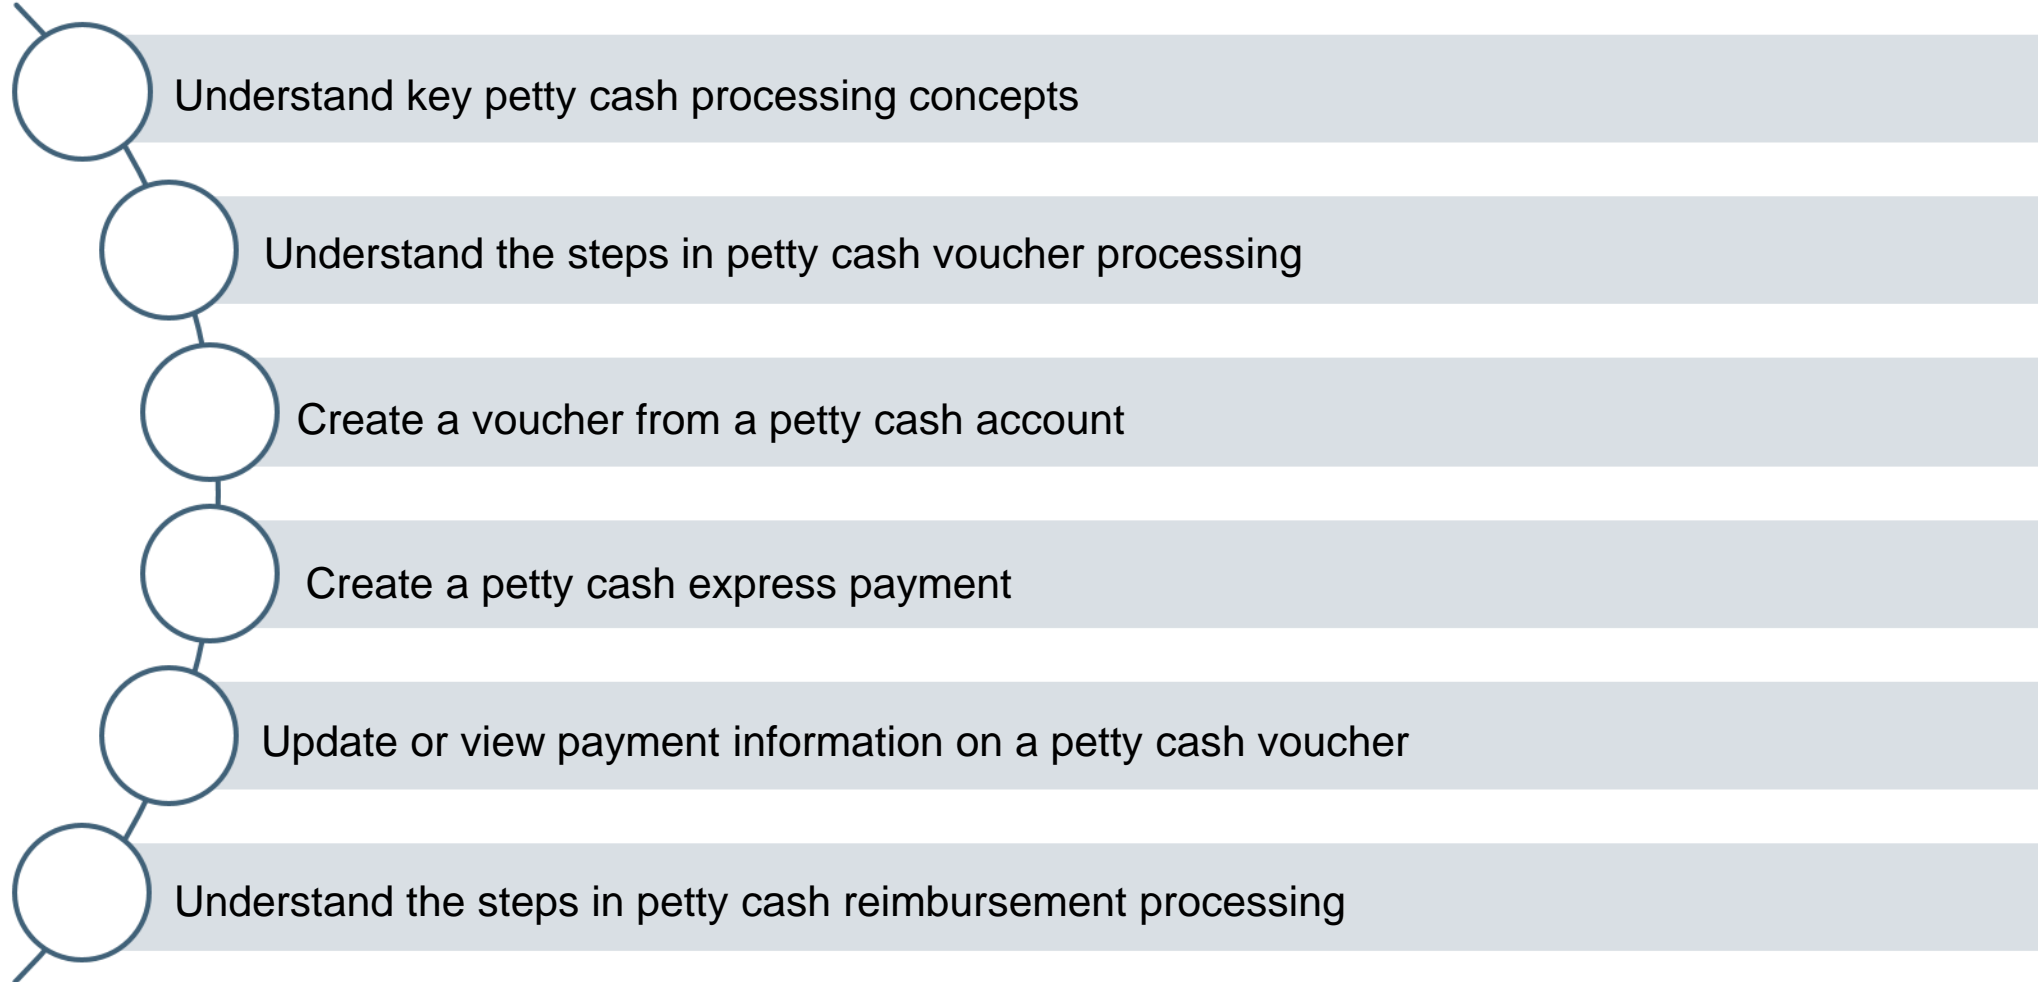 Understand key petty cash processing concepts
Understand the steps in petty cash voucher processing
Create a voucher from a petty cash account
Create a petty cash express payment
Update or view payment information on a petty cash voucher
Understand the steps in petty cash reimbursement processing